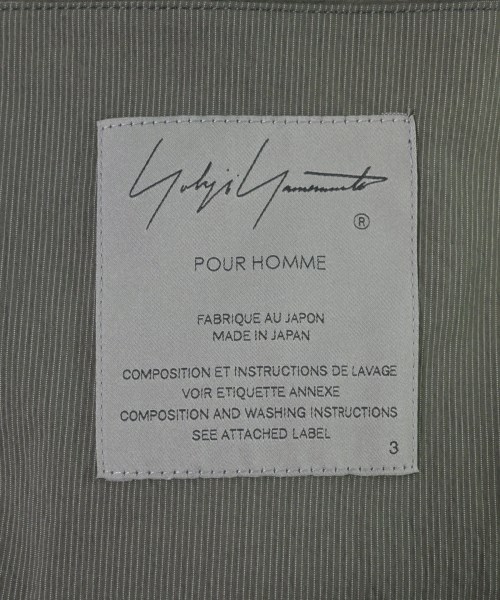 Yohji Yamamoto
®
POUR HOMME
FABRIQUE AU JAPON
MADE IN JAPAN
COMPOSITION ET INSTRUCTIONS DE LAVAGE
VOIR ETIQUETTE ANNEXE
COMPOSITION AND WASHING INSTRUCTIONS
SEE ATTACHED LABEL
3